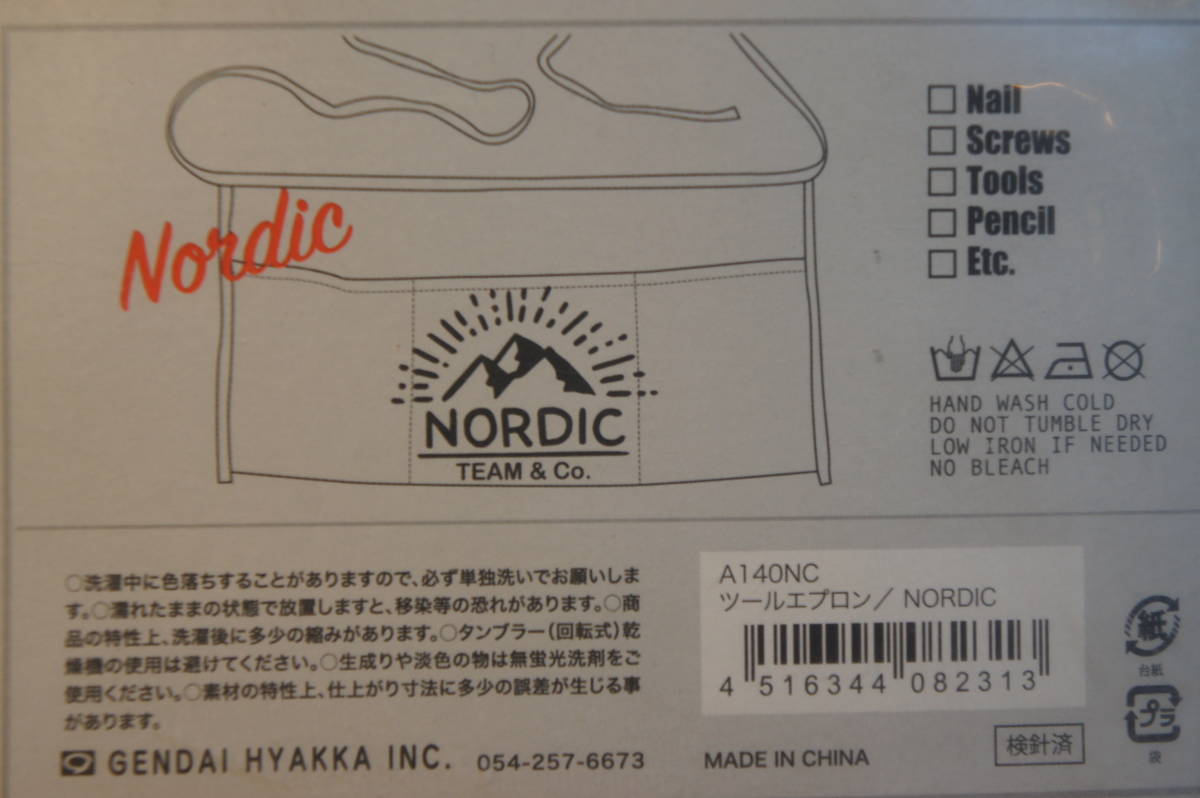 Nordic
NORDIC
TEAM & Co.
Nail
Screws
Tools
Pencil
Etc.
HAND WASH COLD
DO NOT TUMBLE DRY
LOW IRON IF NEEDED
NO BLEACH
○洗濯中に色落ちすることがありますので、必ず単独洗いでお願いしま
す。○濡れたままの状態で放置しますと、移染等の恐れがあります。○商
品の特性上、洗濯後に多少の縮みがあります。○タンブラー(回転式)乾
燥機の使用は避けてください。○生成りや淡色の物は無蛍光洗剤をご
使用ください。○素材の特性上、仕上がり寸法に多少の誤差が生じる事
があります。
GENDAI HYAKKA INC. 054-257-6673
A140NC
ツールエプロン/ NORDIC
4 516344 082313
MADE IN CHINA
検針済
紙
台紙
プラ
袋